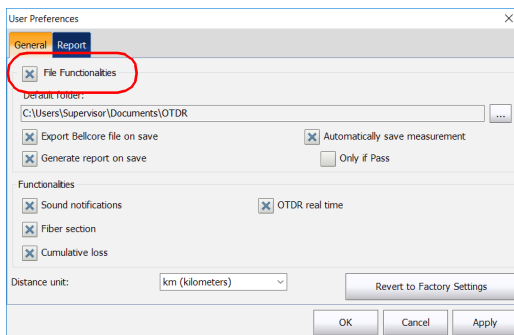 User Preferences
General Report
File Functionalities
Default folder:
C:\Users\Supervisor\Documents\OTDR ...
Export Bellcore file on save Automatically save measurement
Generate report on save Only if Pass
Functionalities
Sound notifications OTDR real time
Fiber section
Cumulative loss
Distance unit: km (kilometers) Revert to Factory Settings
OK Cancel Apply